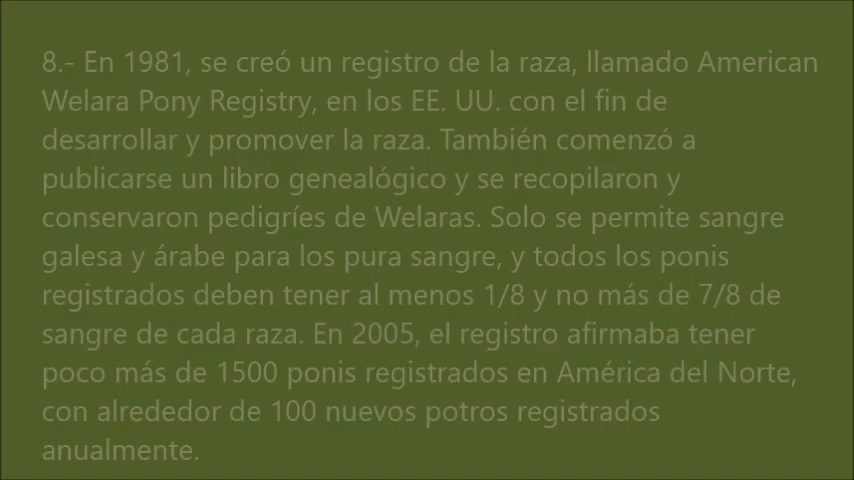 8.- En 1981, se creó un registro de la raza, llamado American
Welara Pony Registry, en los EE. UU. con el fin de
desarrollar y promover la raza. También comenzó a
publicarse un libro genealógico y se recopilaron y
conservaron pedigríes de Welaras. Solo se permite sangre
galesa y árabe para los pura sangre, y todos los ponis
registrados deben tener al menos 1/8 y no más de 7/8 de
sangre de cada raza. En 2005, el registro afirmaba tener
poco más de 1500 ponis registrados en América del Norte,
con alrededor de 100 nuevos potros registrados
anualmente.